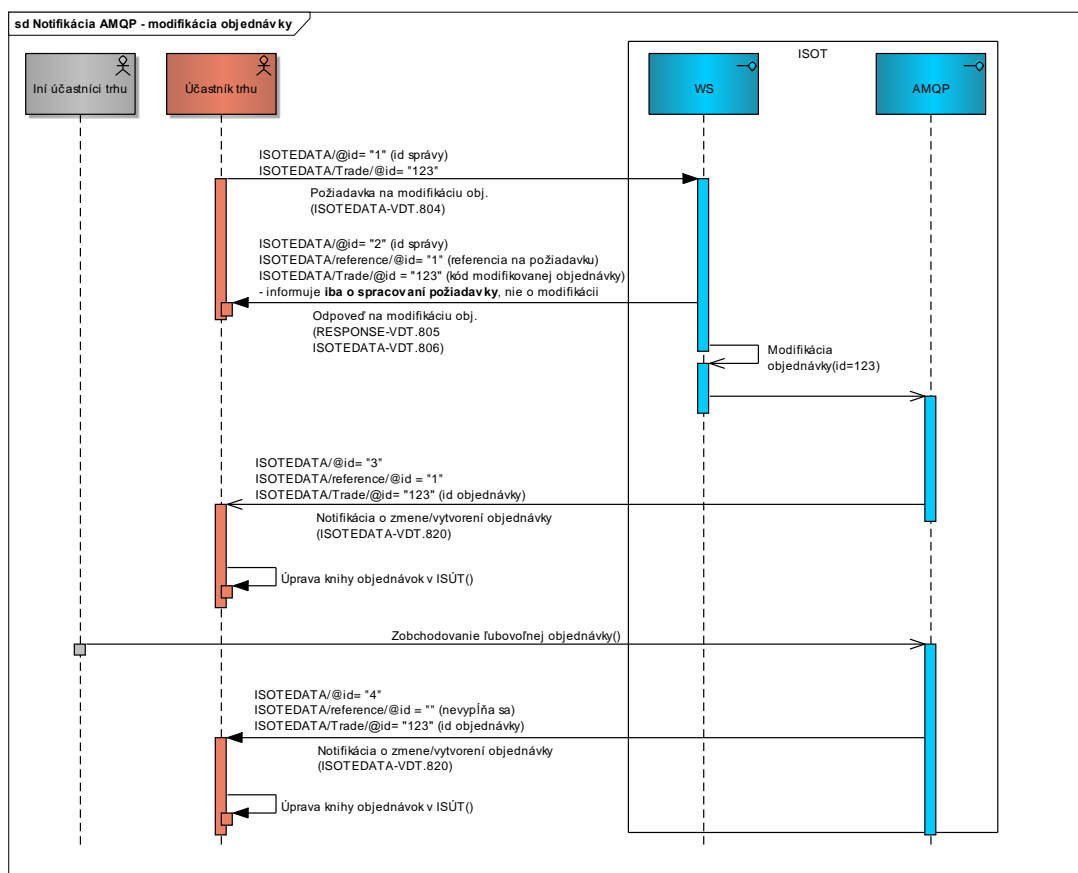 sd Notifikácia AMQP - modifikácia objednávky
ISOT
Iní účastníci trhu
Účastník trhu
WS
AMQP
ISOTEDATA/@id= "1" (id správy)
ISOTEDATA/Trade/@id= "123"
Požiadavka na modifikáciu obj.
(ISOTEDATA-VDT.804)
ISOTEDATA/@id= "2" (id správy)
ISOTEDATA/reference/@id= "1" (referencia na požiadavku)
ISOTEDATA/Trade/@id = "123" (kód modifikovanej objednávky)
- informuje iba o spracovaní požiadavky, nie o modifikácii
Odpoveď na modifikáciu obj.
(RESPONSE-VDT.805
ISOTEDATA-VDT.806)
Modifikácia
objednávky(id=123)
ISOTEDATA/@id= "3"
ISOTEDATA/reference/@id = "1"
ISOTEDATA/Trade/@id= "123" (id objednávky)
Notifikácia o zmene/vytvorení objednávky
(ISOTEDATA-VDT.820)
Úprava knihy objednávok v ISÚT()
Zobchodovanie ľubovoľnej objednávky()
ISOTEDATA/@id= "4"
ISOTEDATA/reference/@id = "" (nevypĺňa sa)
ISOTEDATA/Trade/@id= "123" (id objednávky)
Notifikácia o zmene/vytvorení objednávky
(ISOTEDATA-VDT.820)
Úprava knihy objednávok v ISÚT()